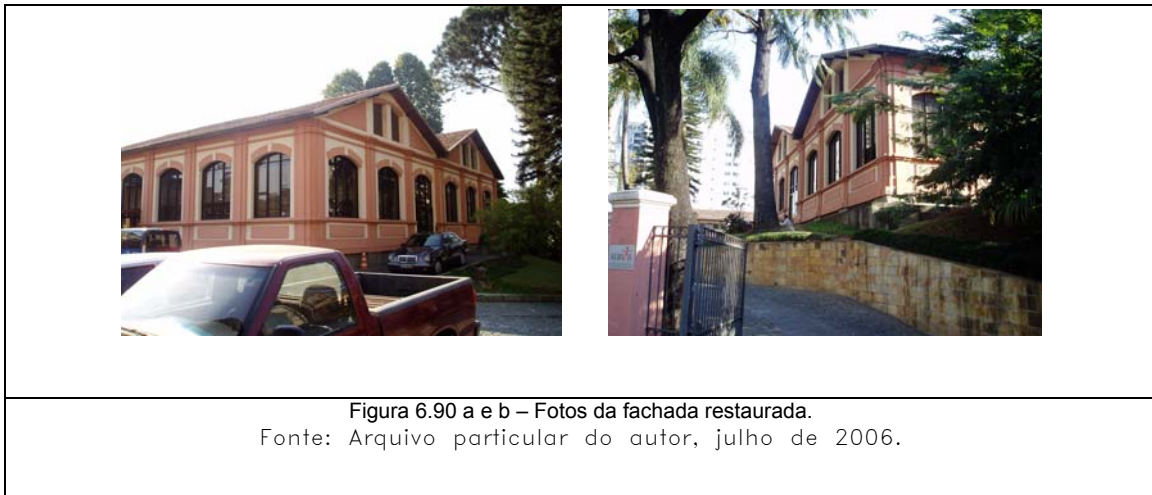 Figura 6.90 a e b – Fotos da fachada restaurada.
Fonte: Arquivo particular do autor, julho de 2006.